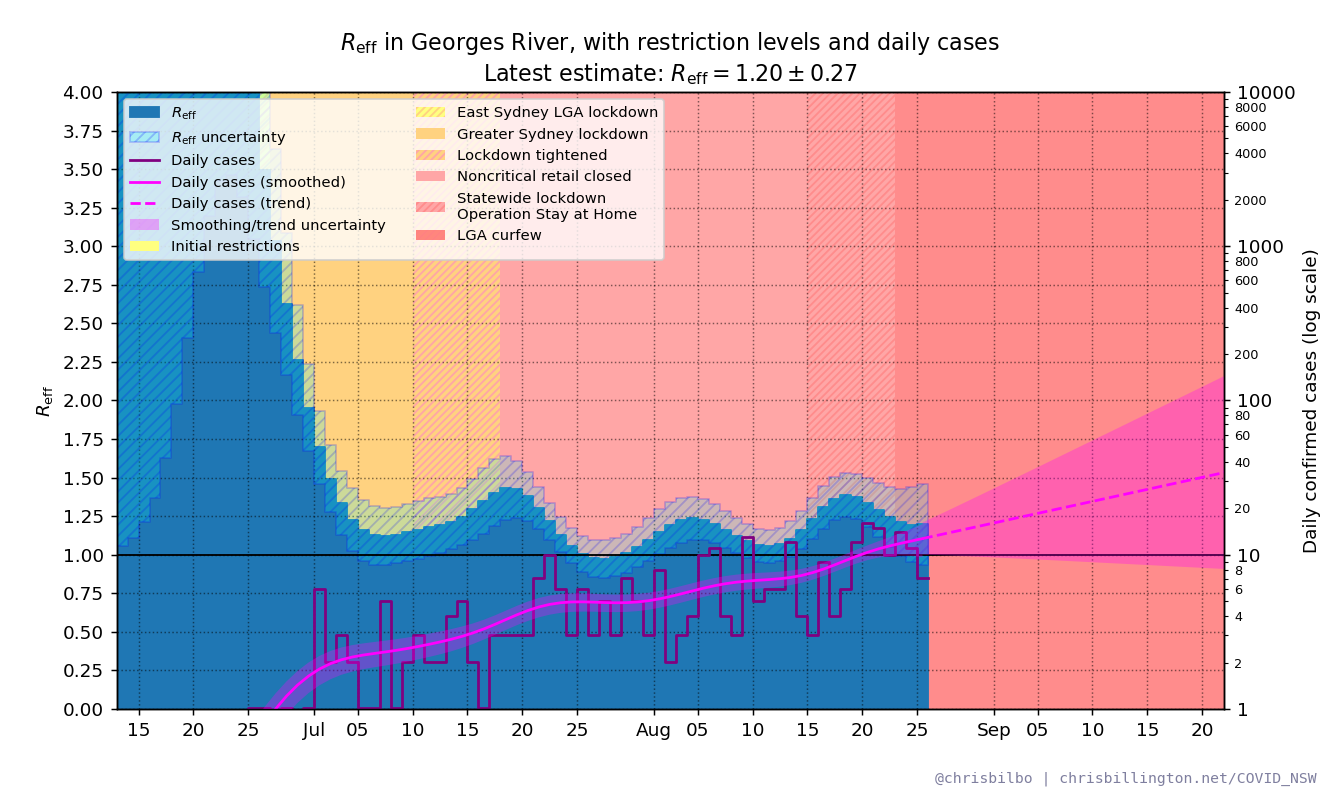 Reff in Georges River, with restriction levels and daily cases
Latest estimate: Reff = 1.20 ± 0.27
Reff
Reff uncertainty
Daily cases
Daily cases (smoothed)
Daily cases (trend)
Smoothing/trend uncertainty
Initial restrictions
East Sydney LGA lockdown
Greater Sydney lockdown
Lockdown tightened
Noncritical retail closed
Statewide lockdown
Operation Stay at Home
LGA curfew
Reff
4.00
3.75
3.50
3.25
3.00
2.75
2.50
2.25
2.00
1.75
1.50
1.25
1.00
0.75
0.50
0.25
0.00
15 20 25 Jul 05 10 15 20 25 Aug 05 10 15 20 25 Sep 05 10 15 20
10000
8000
6000
4000
2000
1000
800
600
400
200
100
80
60
40
20
10
8
6
4
2
1
Daily confirmed cases (log scale)
@chrisbilbo | chrisbillington.net/COVID_NSW